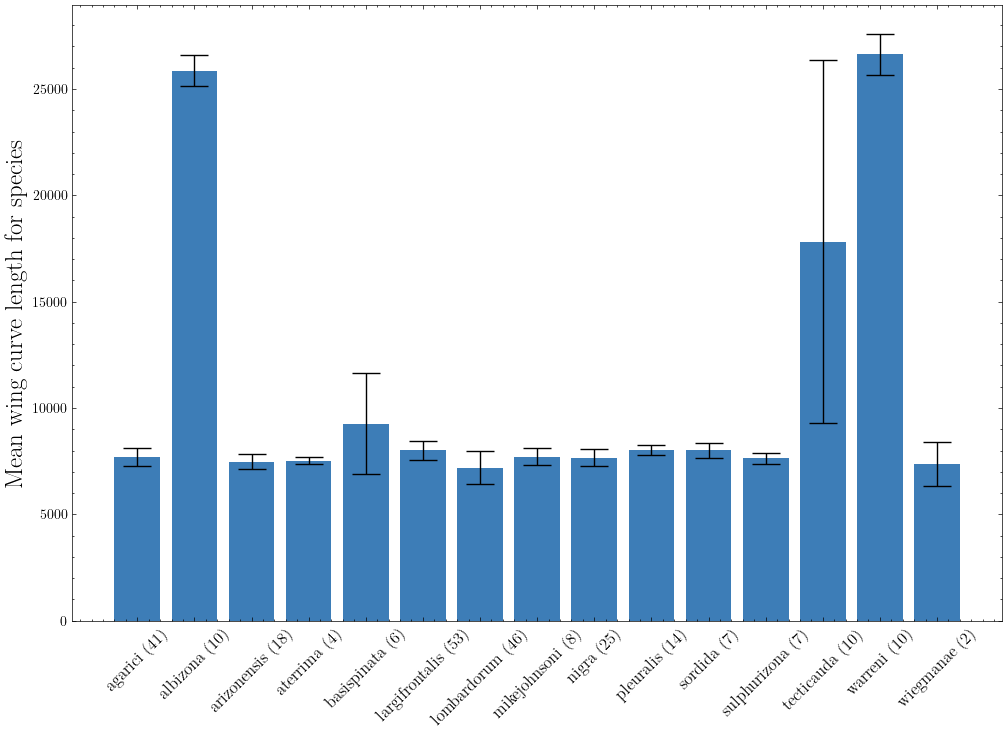 Mean wing curve length for species
25000
20000
15000
10000
5000
0
agarici (41)
albizona (10)
arizonensis (18)
aterrima (4)
basispinata (6)
largifrontalis (53)
lombardorum (46)
mikejohnsoni (8)
nigra (25)
pleuralis (14)
sordida (7)
sulphurizona (7)
tecticauda (10)
warreni (10)
wiegmanae (2)